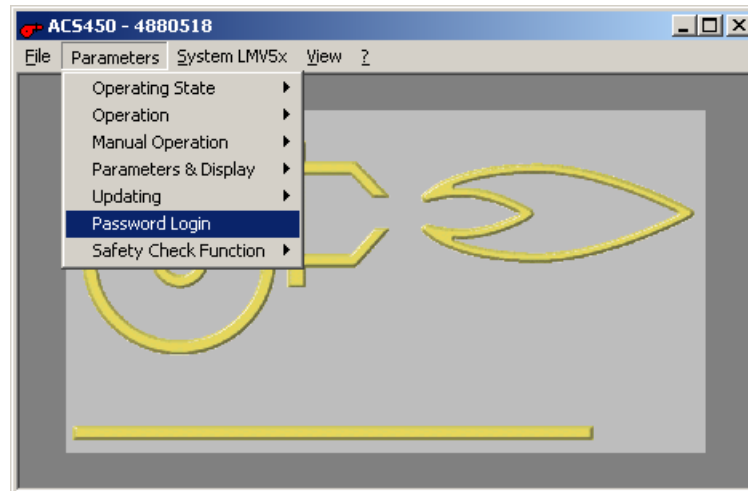 ACS450 - 4880518
File Parameters System LMV5x View ?
Operating State
Operation
Manual Operation
Parameters & Display
Updating
Password Login
Safety Check Function